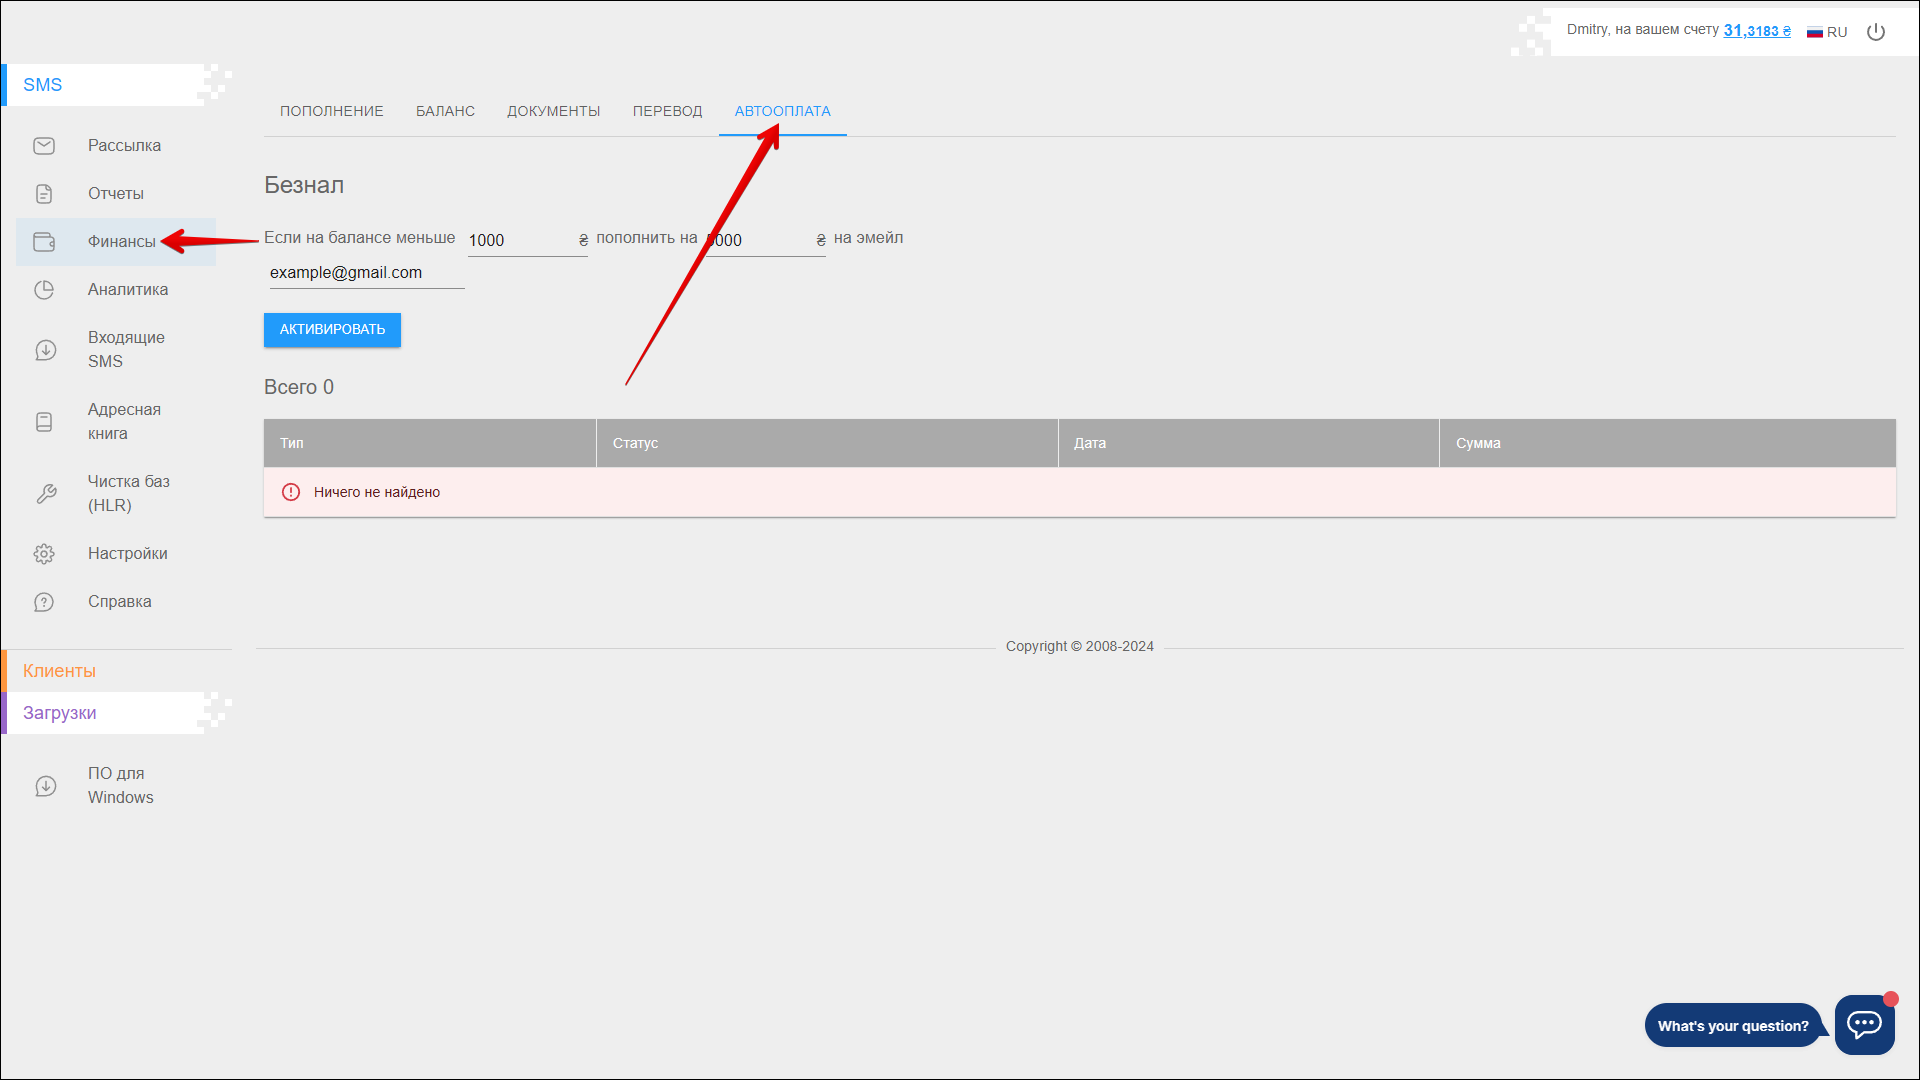 Dmitry, на вашем счету 31,3183 ₴
RU
SMS
Рассылка
Отчеты
Финансы
Аналитика
Входящие
SMS
Адресная
книга
Чистка баз
(HLR)
Настройки
Справка
Клиенты
Загрузки
ПО для
Windows
ПОПОЛНЕНИЕ БАЛАНС ДОКУМЕНТЫ ПЕРЕВОД АВТООПЛАТА
Безнал
Если на балансе меньше 1000 ₴ пополнить на 5000 ₴ на эмейл
example@gmail.com
АКТИВИРОВАТЬ
Всего 0
Тип Статус Дата Сумма
Ничего не найдено
Copyright © 2008-2024
What's your question?